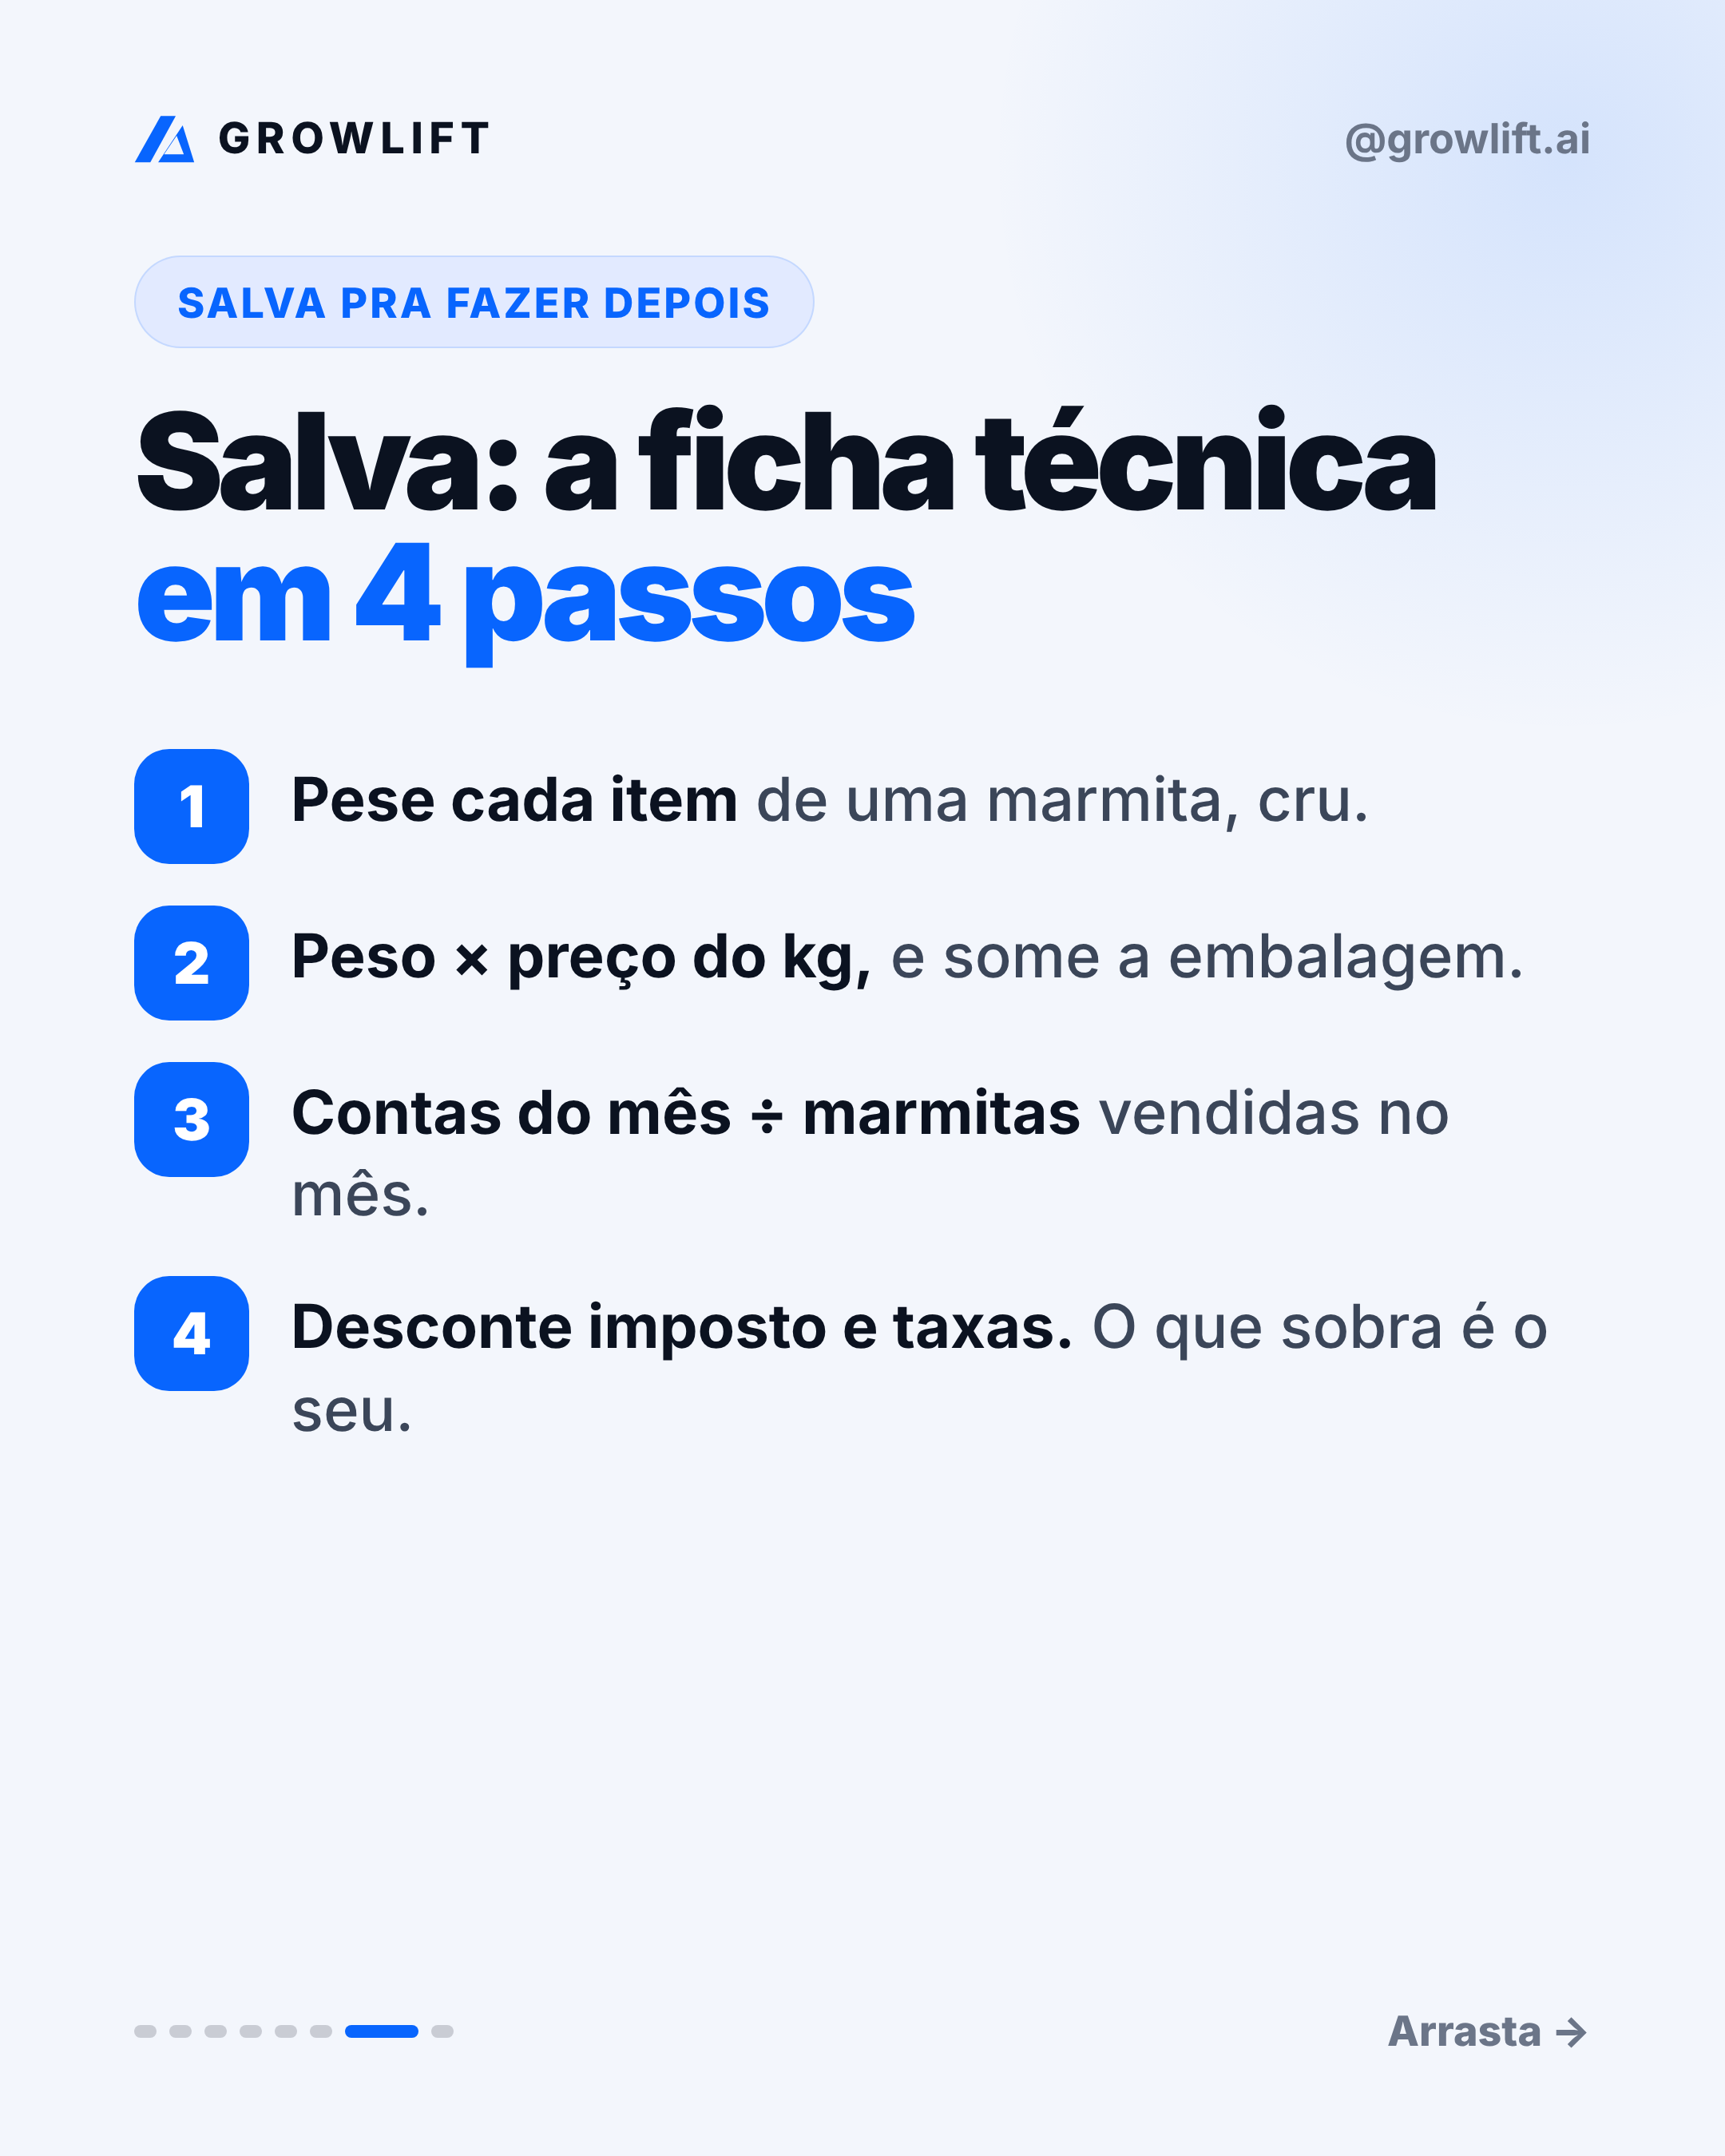 GROWLIFT
@growlift.ai
SALVA PRA FAZER DEPOIS
Salva: a ficha técnica
em 4 passos
1 Pese cada item de uma marmita, cru.
2 Peso × preço do kg, e some a embalagem.
3 Contas do mês ÷ marmitas vendidas no
mês.
4 Desconte imposto e taxas. O que sobra é o
seu.
Arrasta →